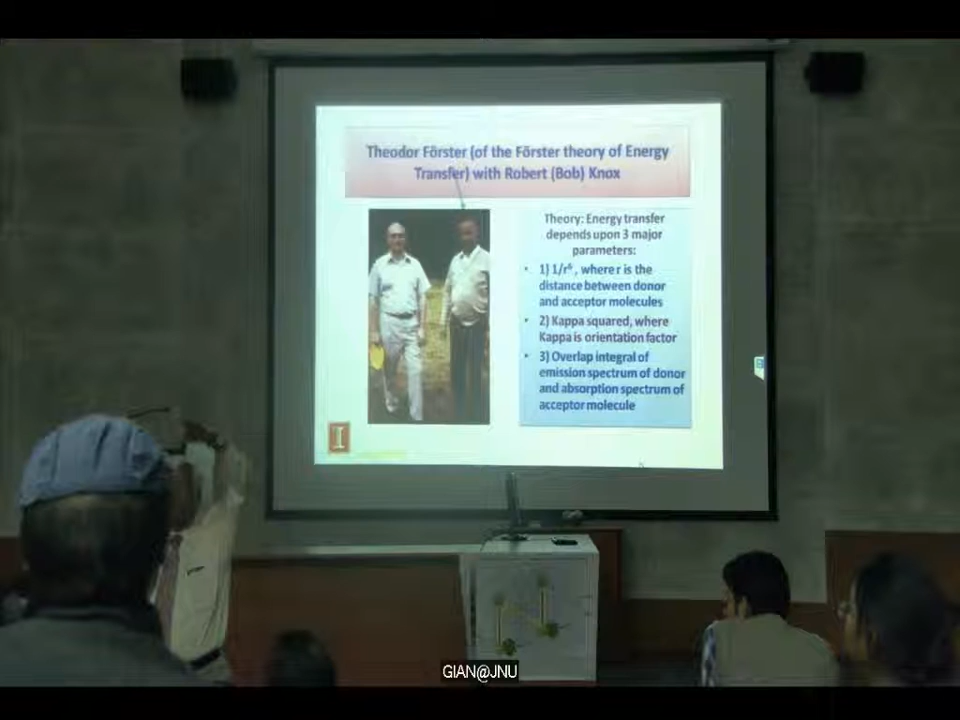 Theodor Förster (of the Förster theory of Energy
Transfer) with Robert (Bob) Knox
Theory: Energy transfer
depends upon 3 major
parameters:
• 1) 1/r⁶ , where r is the
distance between donor
and acceptor molecules
• 2) Kappa squared, where
Kappa is orientation factor
• 3) Overlap integral of
emission spectrum of donor
and absorption spectrum of
acceptor molecule
I
GIAN@JNU